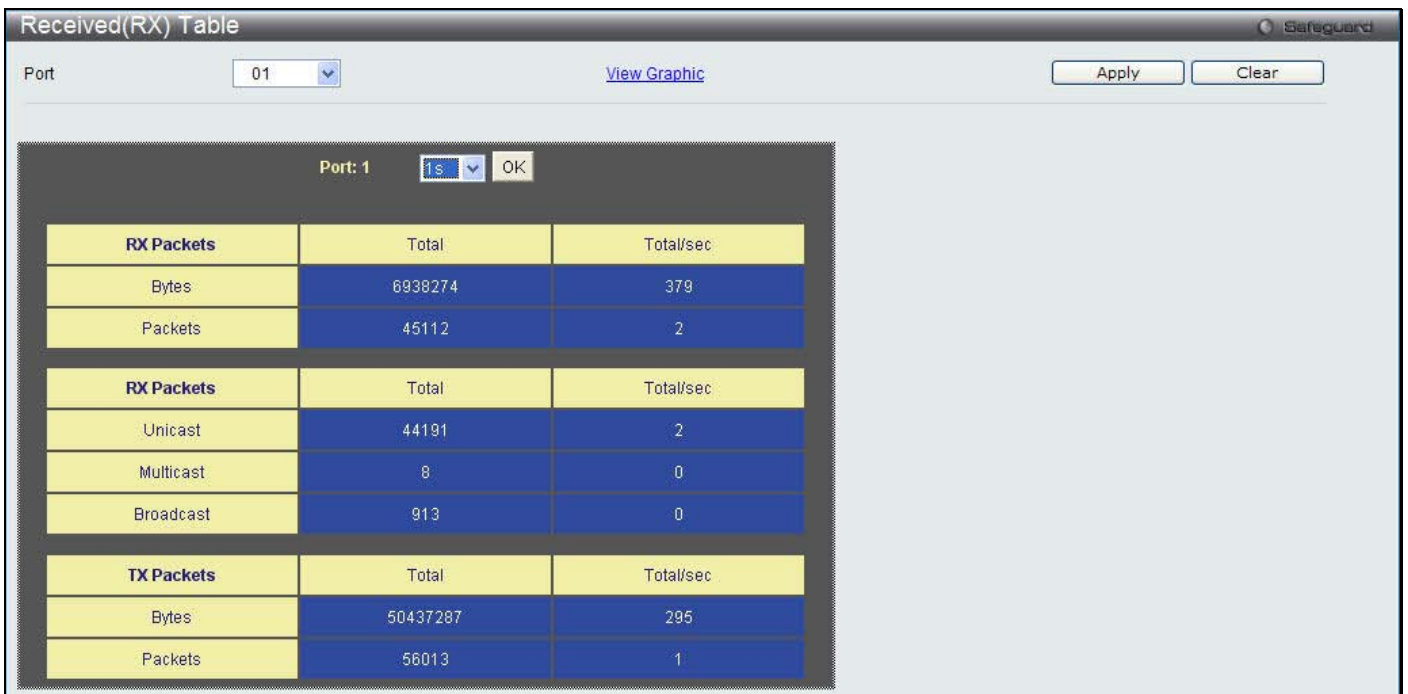 Received(RX) Table Safeguard
Port 01 View Graphic Apply Clear
Port: 1 1s OK
RX Packets Total Total/sec
Bytes 6938274 379
Packets 45112 2
RX Packets Total Total/sec
Unicast 44191 2
Multicast 8 0
Broadcast 913 0
TX Packets Total Total/sec
Bytes 50437287 295
Packets 56013 1